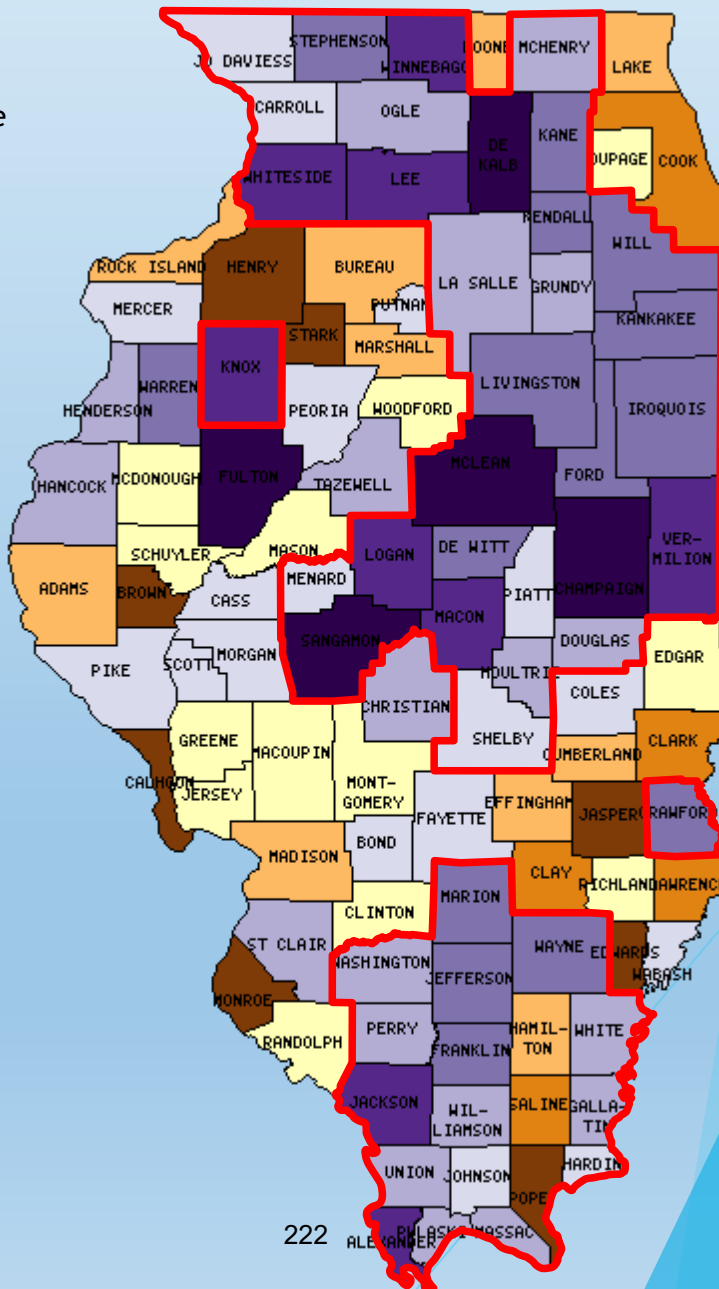 e
JO DAVIESS
STEPHENSON
WINNEBAGO
BOONE
MCHENRY
LAKE
CARROLL
OGLE
DE
KALB
KANE
DUPAGE
COOK
WHITESIDE
LEE
KENDALL
WILL
ROCK ISLAND
HENRY
BUREAU
LA SALLE
GRUNDY
MERCER
PUTNAM
KANKAKEE
STARK
MARSHALL
KNOX
WARREN
HENDERSON
PEORIA
WOODFORD
LIVINGSTON
IROQUOIS
HANCOCK
MCDONOUGH
FULTON
TAZEWELL
MCLEAN
FORD
SCHUYLER
MASON
LOGAN
DE WITT
VER-
MILION
ADAMS
BROWN
CASS
MENARD
PIATT
CHAMPAIGN
MACON
SANGAMON
PIKE
SCOTT
MORGAN
DOUGLAS
EDGAR
MOULTRIE
COLES
CHRISTIAN
SHELBY
GREENE
MACOUPIN
CUMBERLAND
CLARK
CALHOUN
JERSEY
MONT-
GOMERY
FAYETTE
EFFINGHAM
JASPER
CRAWFORD
MADISON
BOND
CLAY
RICHLAND
LAWRENCE
CLINTON
MARION
ST CLAIR
WASHINGTON
JEFFERSON
WAYNE
EDWARDS
WABASH
MONROE
RANDOLPH
PERRY
FRANKLIN
HAMIL-
TON
WHITE
JACKSON
WIL-
LIAMSON
SALINE
GALLA-
TIN
UNION
JOHNSON
POPE
HARDIN
222
ALEXANDER
PULASKI
MASSAC